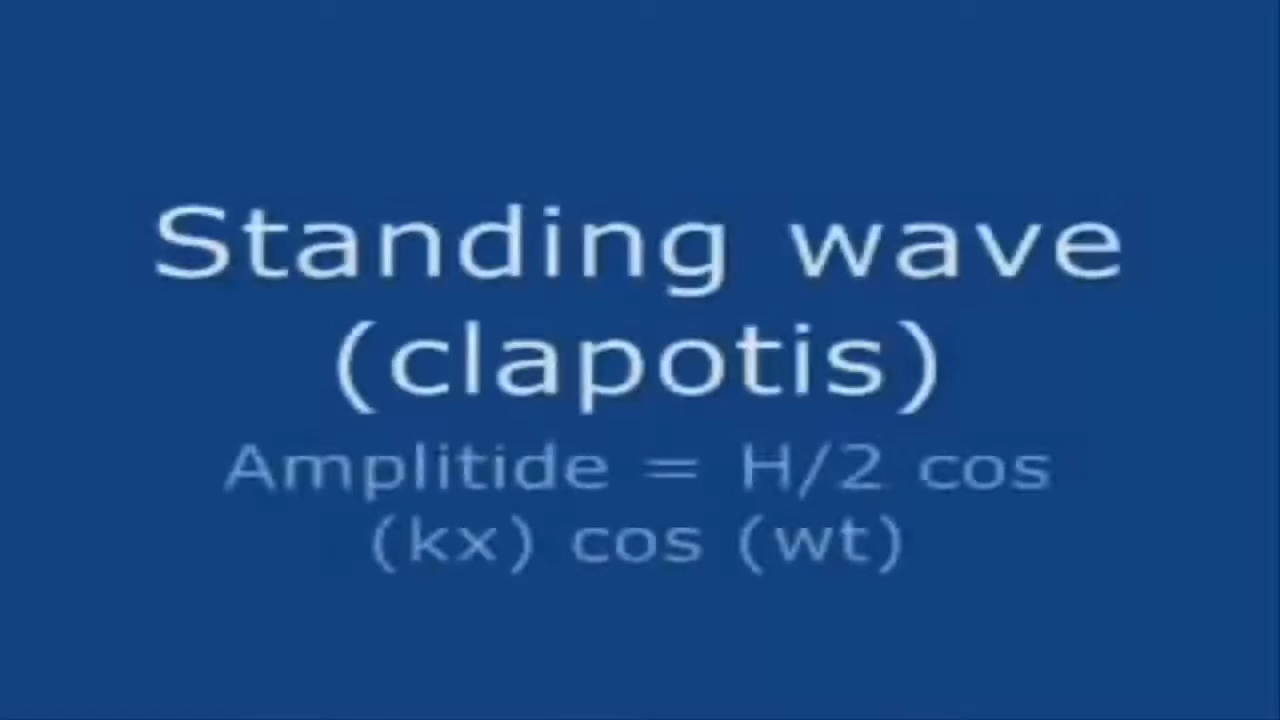 Standing wave
(clapotis)
Amplitide = H/2 cos
(kx) cos (wt)